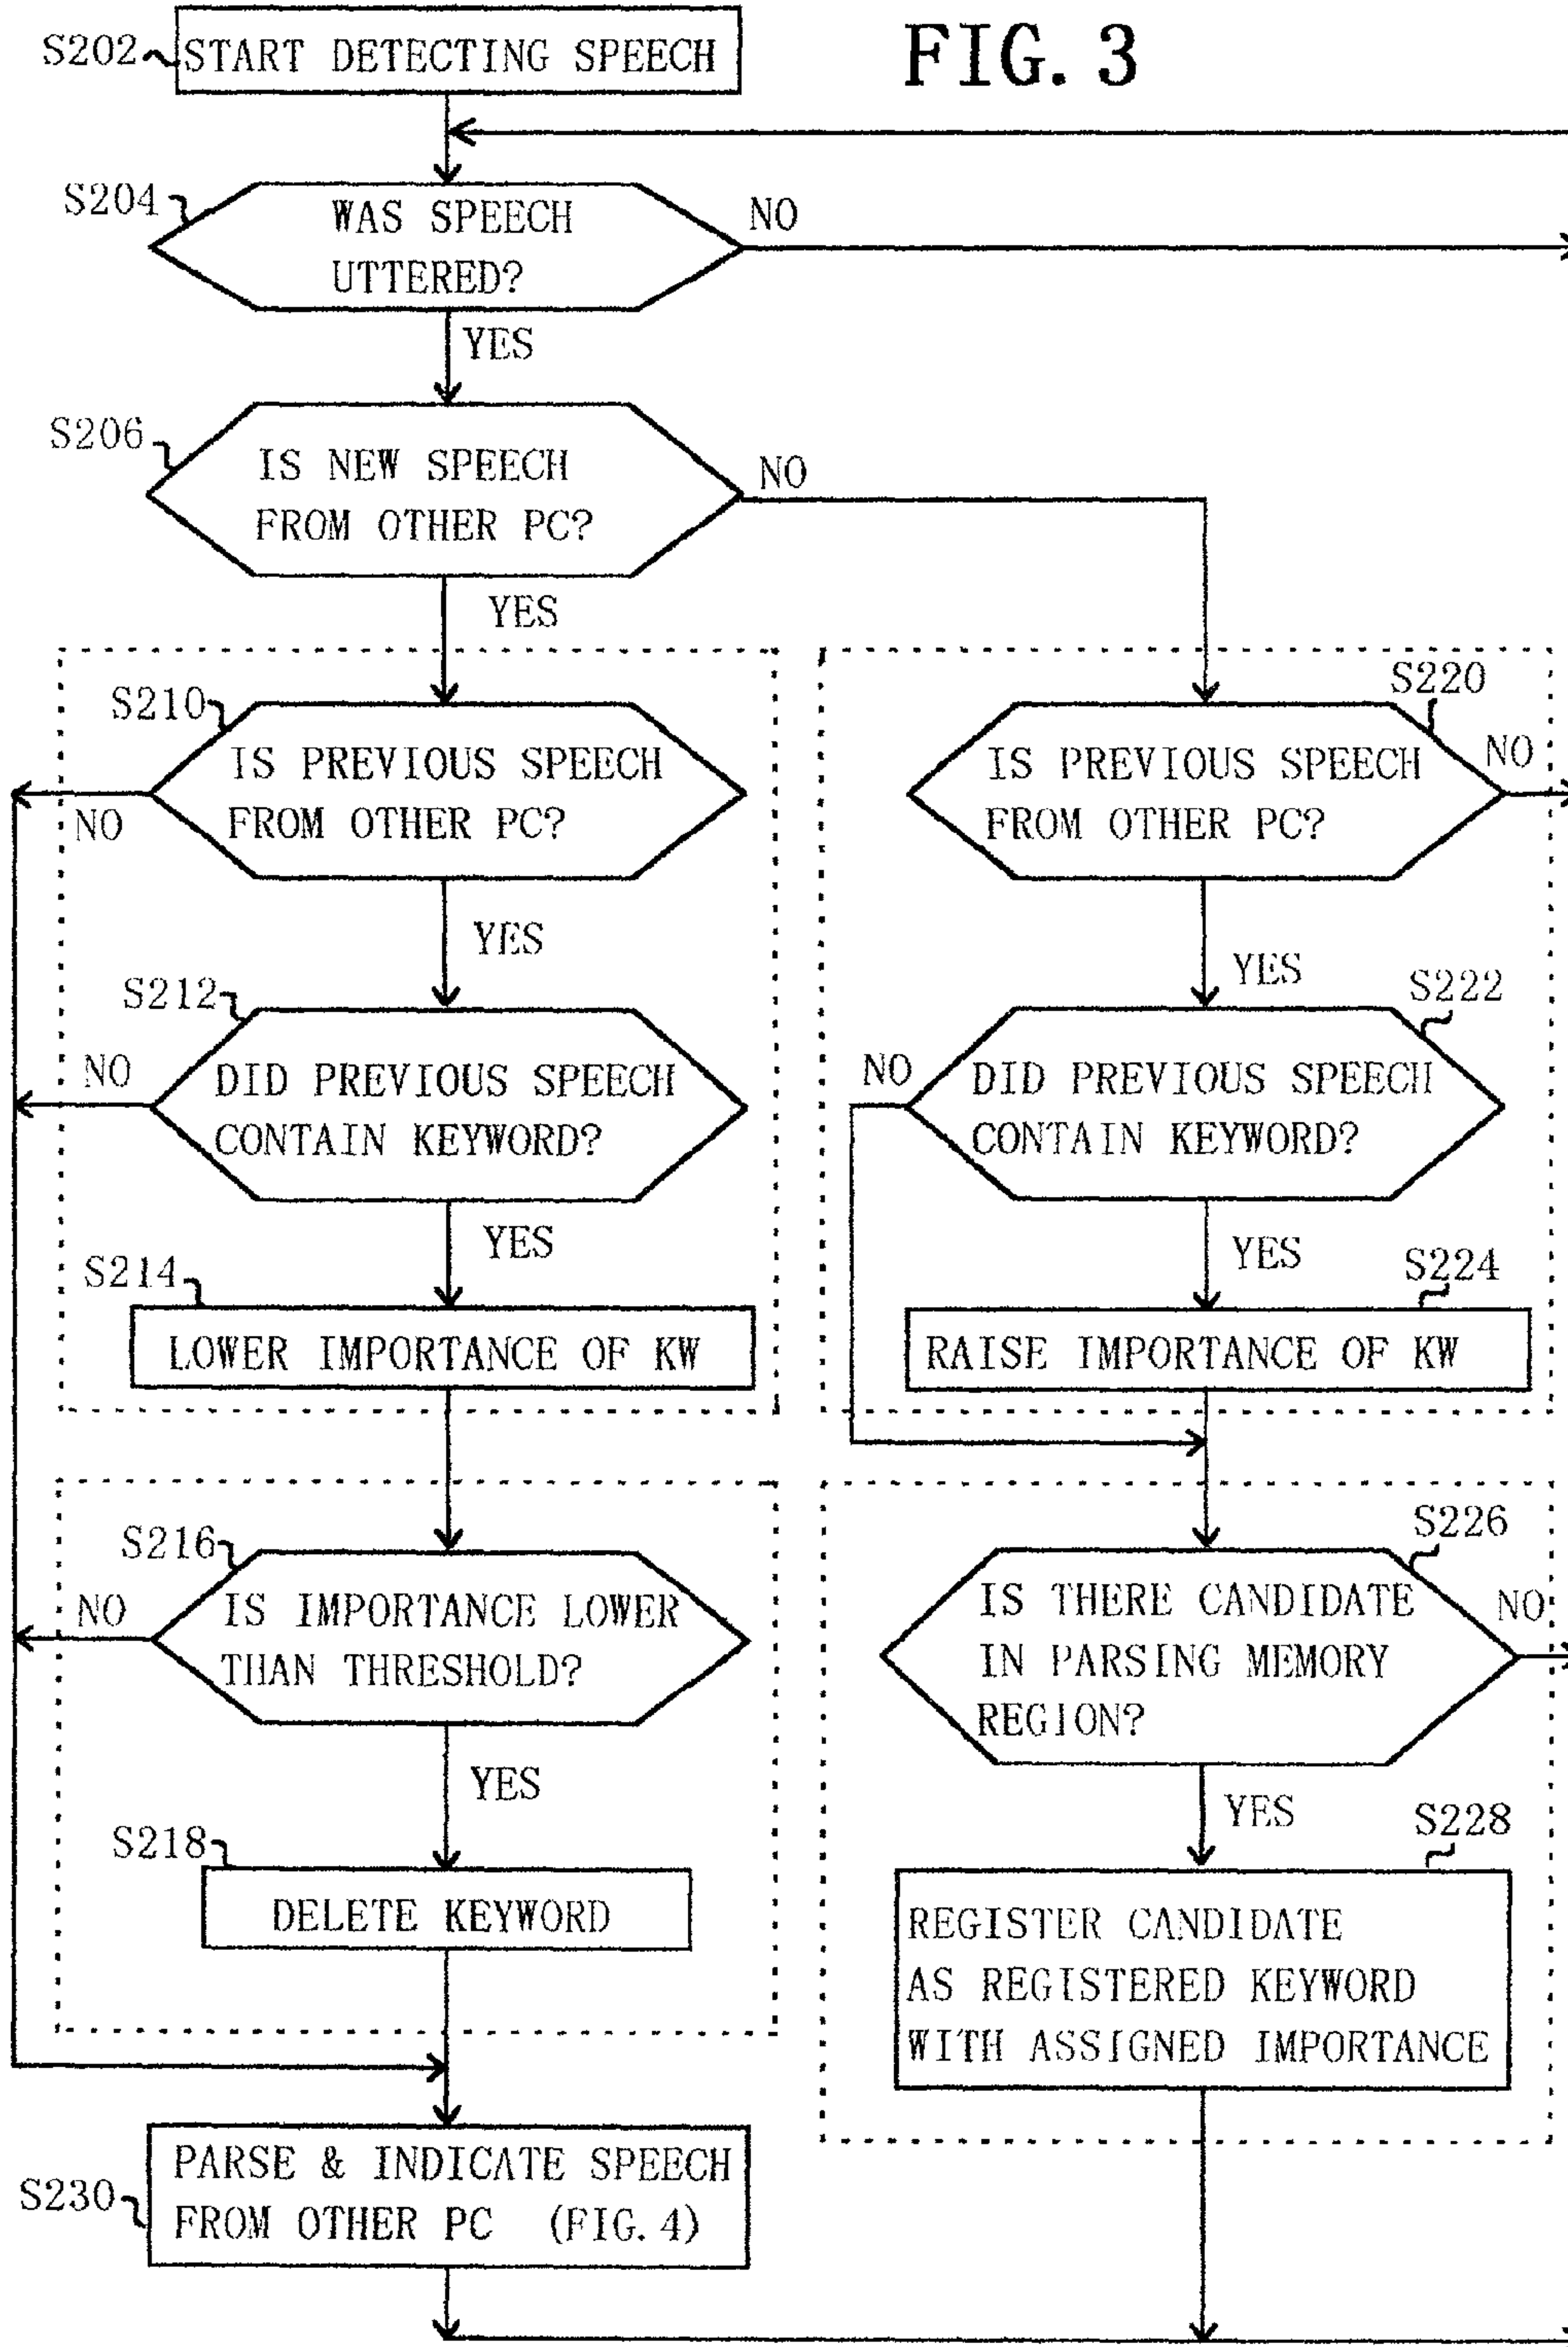 FIG. 3
S202
START DETECTING SPEECH
S204
WAS SPEECH
UTTERED?
NO
YES
S206
IS NEW SPEECH
FROM OTHER PC?
NO
YES
S210
IS PREVIOUS SPEECH
FROM OTHER PC?
NO
YES
S212
DID PREVIOUS SPEECH
CONTAIN KEYWORD?
NO
YES
S214
LOWER IMPORTANCE OF KW
S216
IS IMPORTANCE LOWER
THAN THRESHOLD?
NO
YES
S218
DELETE KEYWORD
S220
IS PREVIOUS SPEECH
FROM OTHER PC?
NO
YES
S222
DID PREVIOUS SPEECH
CONTAIN KEYWORD?
NO
YES
S224
RAISE IMPORTANCE OF KW
S226
IS THERE CANDIDATE
IN PARSING MEMORY
REGION?
NO
YES
S228
REGISTER CANDIDATE
AS REGISTERED KEYWORD
WITH ASSIGNED IMPORTANCE
S230
PARSE & INDICATE SPEECH
FROM OTHER PC (FIG. 4)